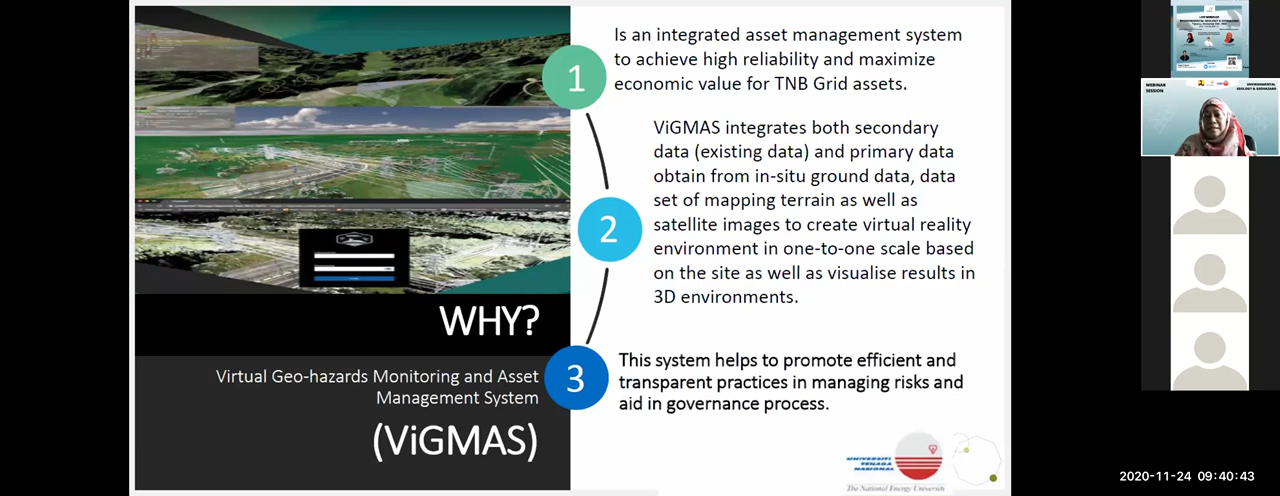 1
Is an integrated asset management system
to achieve high reliability and maximize
economic value for TNB Grid assets.
2
ViGMAS integrates both secondary
data (existing data) and primary data
obtain from in-situ ground data, data
set of mapping terrain as well as
satellite images to create virtual reality
environment in one-to-one scale based
on the site as well as visualise results in
3D environments.
WHY?
Virtual Geo-hazards Monitoring and Asset
Management System
(ViGMAS)
3
This system helps to promote efficient and
transparent practices in managing risks and
aid in governance process.
UNIVERSITI
TENAGA
NASIONAL
The National Energy University
WEBINAR
SESSION
ENVIRONMENTAL
GEOLOGY & GEOHAZARD
2020-11-24 09:40:43